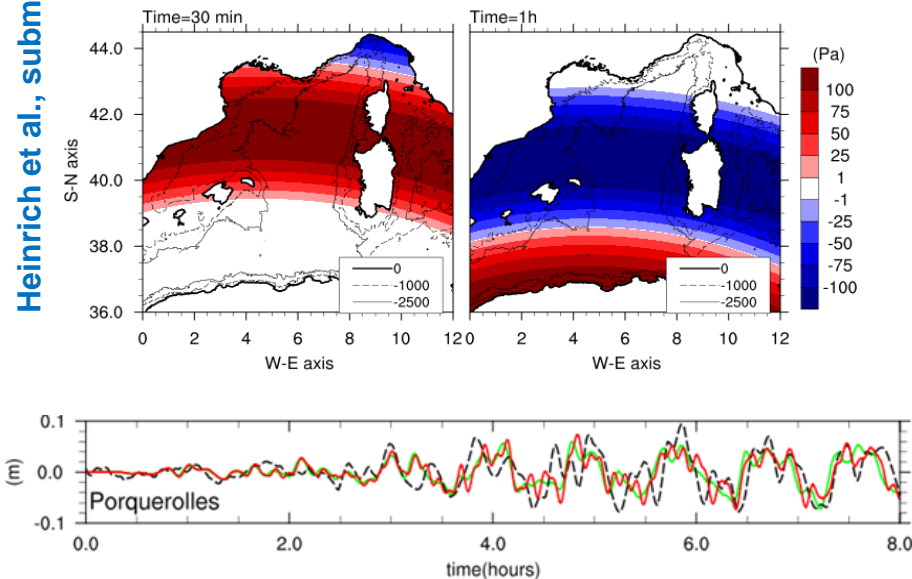 Heinrich et al., subm
Time=30 min
Time=1h
44.0
42.0
40.0
38.0
36.0
S-N axis
0
-1000
-2500
0 2 4 6 8 10 12
W-E axis
0
-1000
-2500
0 2 4 6 8 10 12
W-E axis
(Pa)
100
75
50
25
1
-1
-25
-50
-75
-100
0.1
0.0
-0.1
(m)
Porquerolles
0.0 2.0 4.0 6.0 8.0
time(hours)